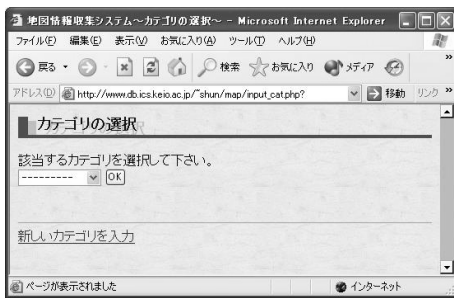 地図情報収集システム~カテゴリの選択~ - Microsoft Internet Explorer
ファイル(F) 編集(E) 表示(V) お気に入り(A) ツール(T) ヘルプ(H)
戻る 検索 お気に入り メディア »
アドレス(D) http://www.db.ics.keio.ac.jp/~shun/map/input_cat.php? 移動 リンク »
カテゴリの選択
該当するカテゴリを選択して下さい。
--------- OK
新しいカテゴリを入力
ページが表示されました インターネット